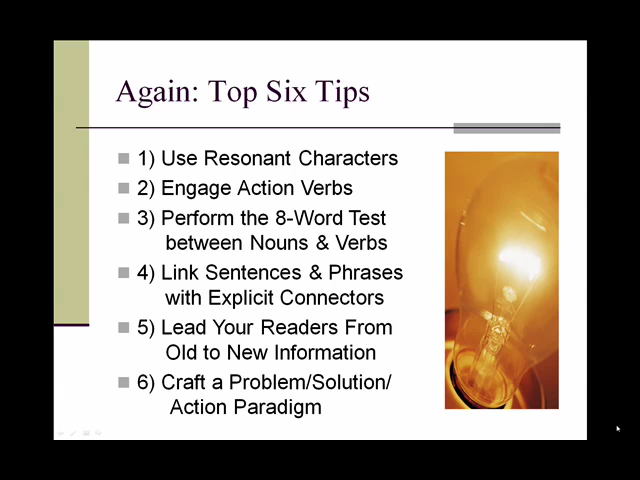 Again: Top Six Tips
1) Use Resonant Characters
2) Engage Action Verbs
3) Perform the 8-Word Test
between Nouns & Verbs
4) Link Sentences & Phrases
with Explicit Connectors
5) Lead Your Readers From
Old to New Information
6) Craft a Problem/Solution/
Action Paradigm